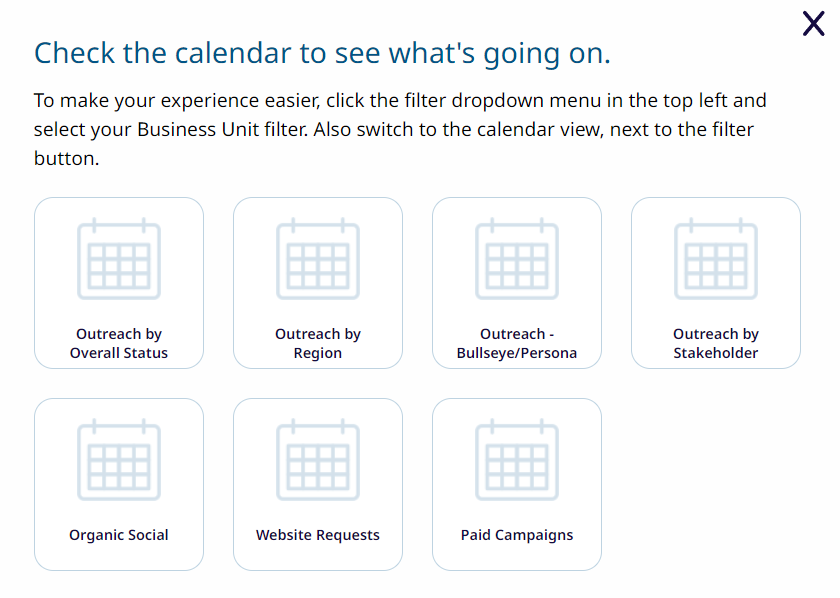 Check the calendar to see what's going on.
To make your experience easier, click the filter dropdown menu in the top left and
select your Business Unit filter. Also switch to the calendar view, next to the filter
button.
Outreach by
Overall Status
Outreach by
Region
Outreach -
Bullseye/Persona
Outreach by
Stakeholder
Organic Social
Website Requests
Paid Campaigns